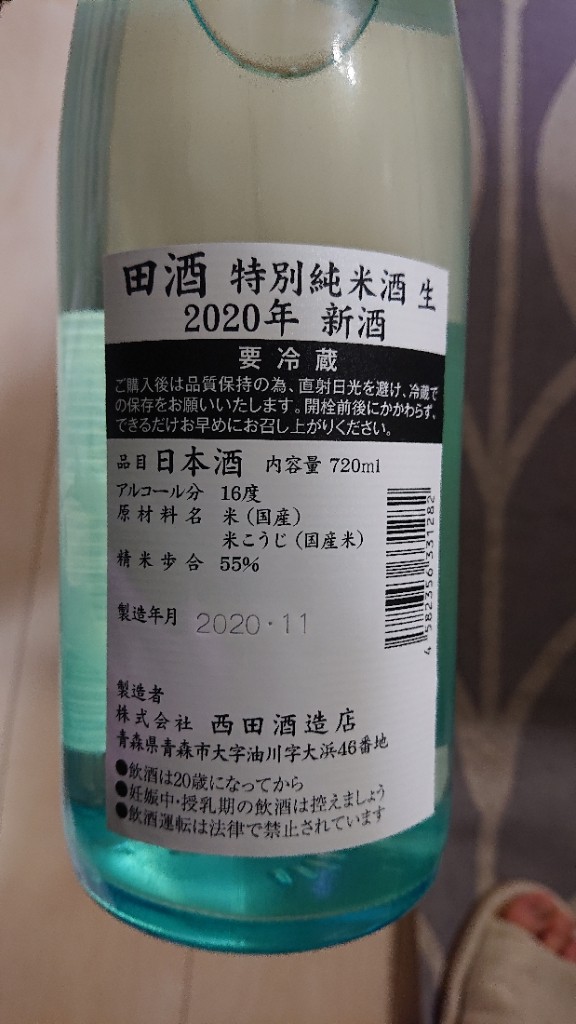 田酒 特別純米酒 生
2020年 新酒
要冷蔵
ご購入後は品質保持の為、直射日光を避け、冷蔵で
の保存をお願いいたします。開栓前後にかかわらず、
できるだけお早めにお召し上がりください。
品目 日本酒 内容量 720ml
アルコール分 16度
原材料名 米（国産）
米こうじ（国産米）
精米歩合 55%
製造年月 2020・11
4 582356 331282
製造者
株式会社 西田酒造店
青森県青森市大字油川字大浜46番地
●飲酒は20歳になってから
●妊娠中・授乳期の飲酒は控えましょう
●飲酒運転は法律で禁止されています